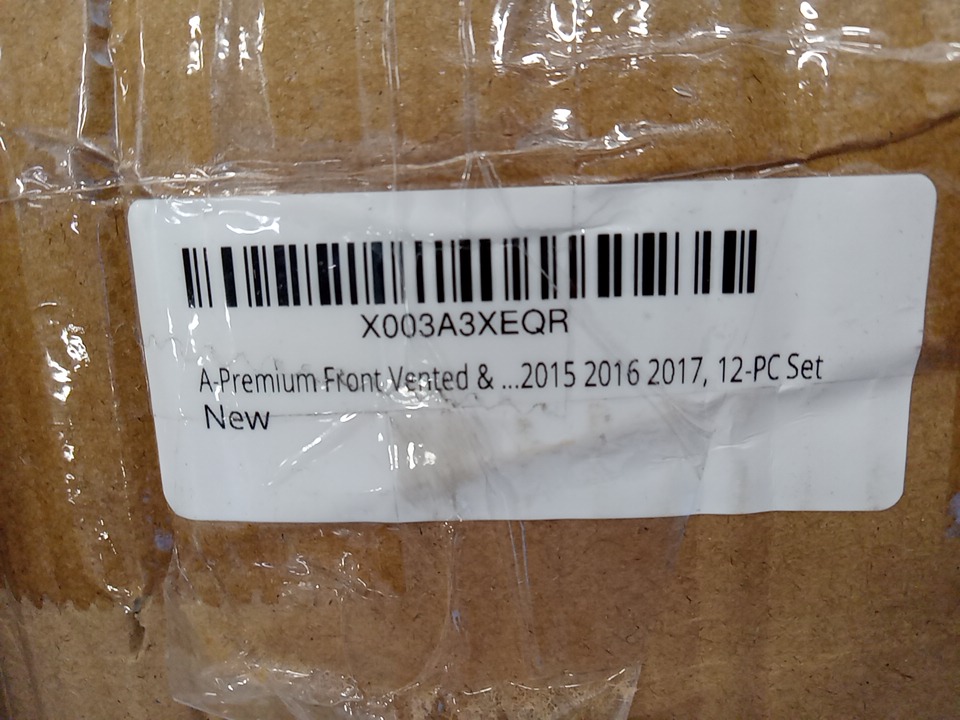 X003A3XEQR
A-Premium Front Vented & ...2015 2016 2017, 12-PC Set
New